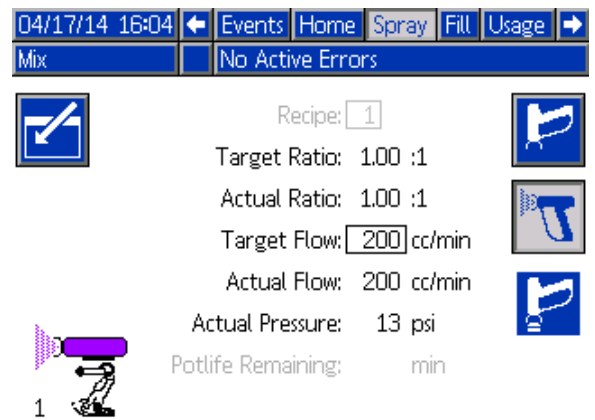 04/17/14 16:04 Events Home Spray Fill Usage
Mix No Active Errors
Recipe: 1
Target Ratio: 1.00 :1
Actual Ratio: 1.00 :1
Target Flow: 200 cc/min
Actual Flow: 200 cc/min
Actual Pressure: 13 psi
Potlife Remaining: min
1